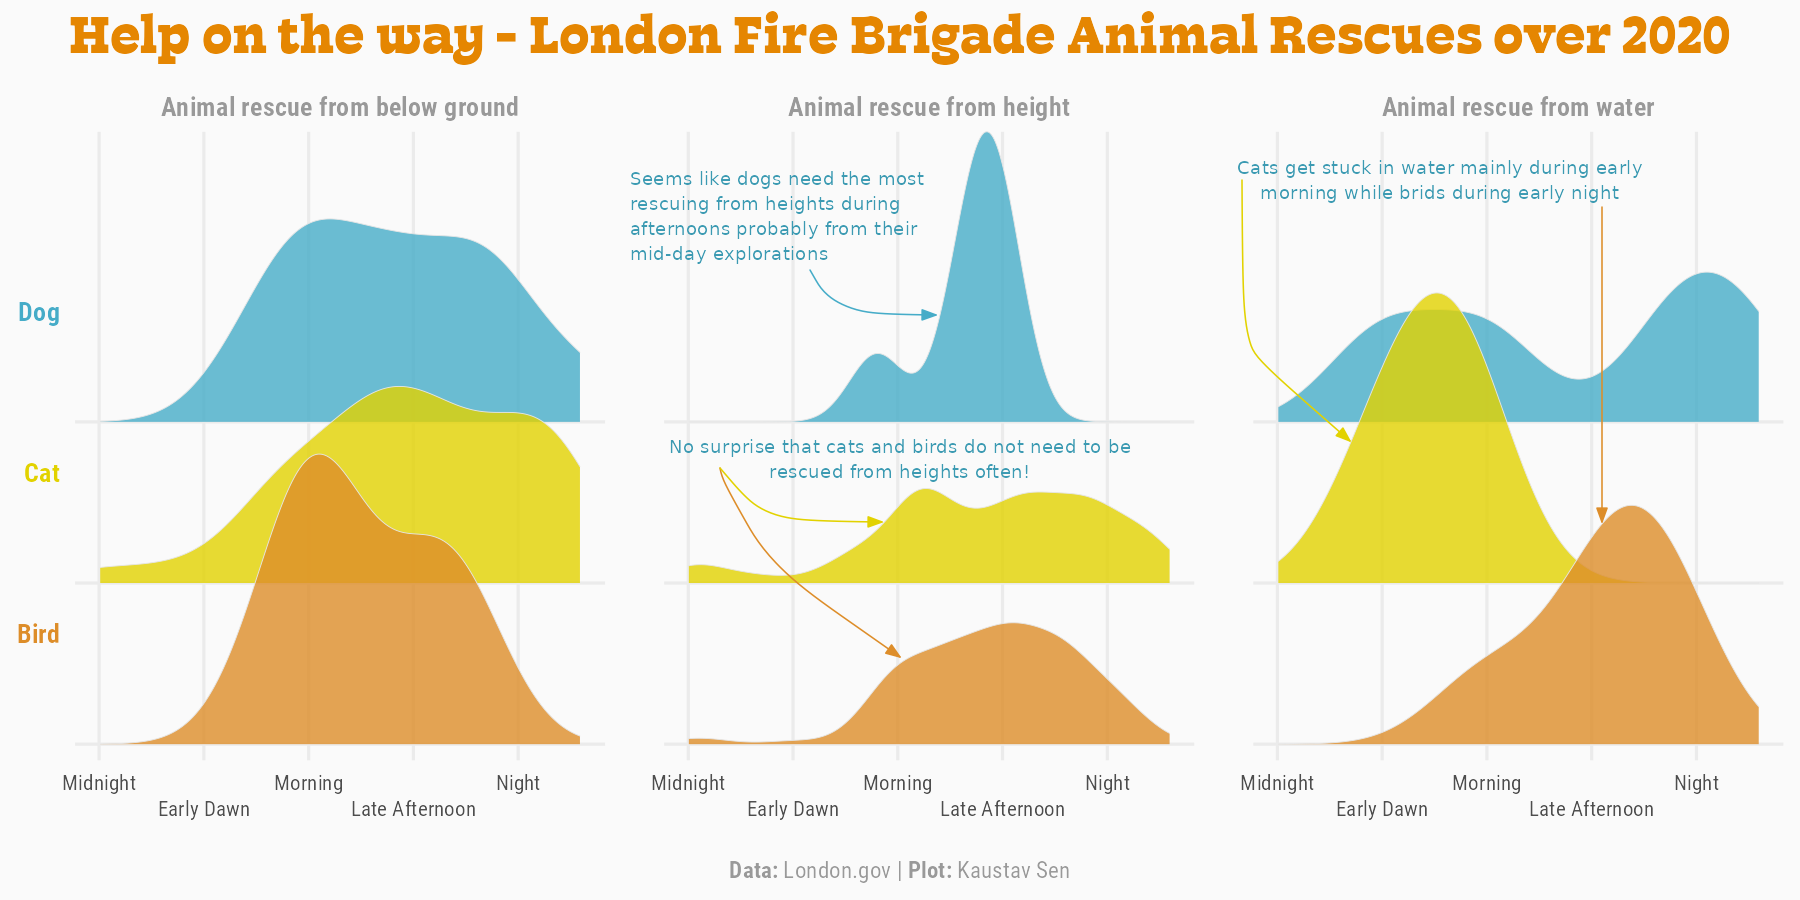 Help on the way - London Fire Brigade Animal Rescues over 2020
Animal rescue from below ground
Animal rescue from height
Animal rescue from water
Seems like dogs need the most
rescuing from heights during
afternoons probably from their
mid-day explorations
Cats get stuck in water mainly during early
morning while brids during early night
No surprise that cats and birds do not need to be
rescued from heights often!
Dog
Cat
Bird
Midnight
Early Dawn
Morning
Late Afternoon
Night
Midnight
Early Dawn
Morning
Late Afternoon
Night
Midnight
Early Dawn
Morning
Late Afternoon
Night
Data: London.gov | Plot: Kaustav Sen